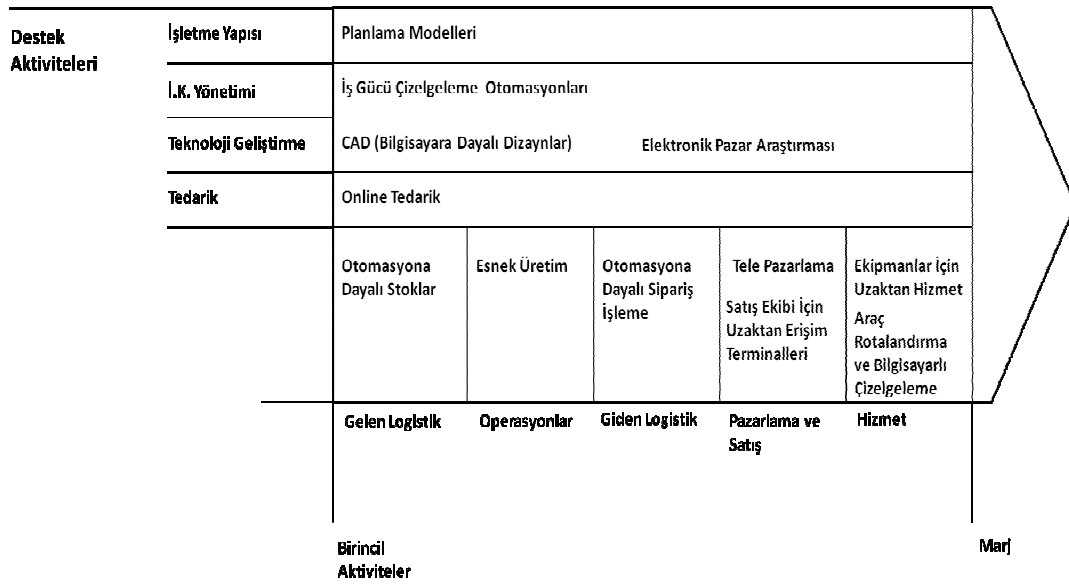 Destek
Aktiviteleri
İşletme Yapısı
Planlama Modelleri
İ.K. Yönetimi
İş Gücü Çizelgeleme Otomasyonları
Teknoloji Geliştirme
CAD (Bilgisayara Dayalı Dizaynlar)
Elektronik Pazar Araştırması
Tedarik
Online Tedarik
Otomasyona
Dayalı Stoklar
Esnek Üretim
Otomasyona
Dayalı Sipariş
İşleme
Tele Pazarlama
Satış Ekibi İçin
Uzaktan Erişim
Terminalleri
Ekipmanlar İçin
Uzaktan Hizmet
Araç
Rotalandırma
ve Bilgisayarlı
Çizelgeleme
Gelen Logistik
Operasyonlar
Giden Logistik
Pazarlama ve
Satış
Hizmet
Birincil
Aktiviteler
Marj